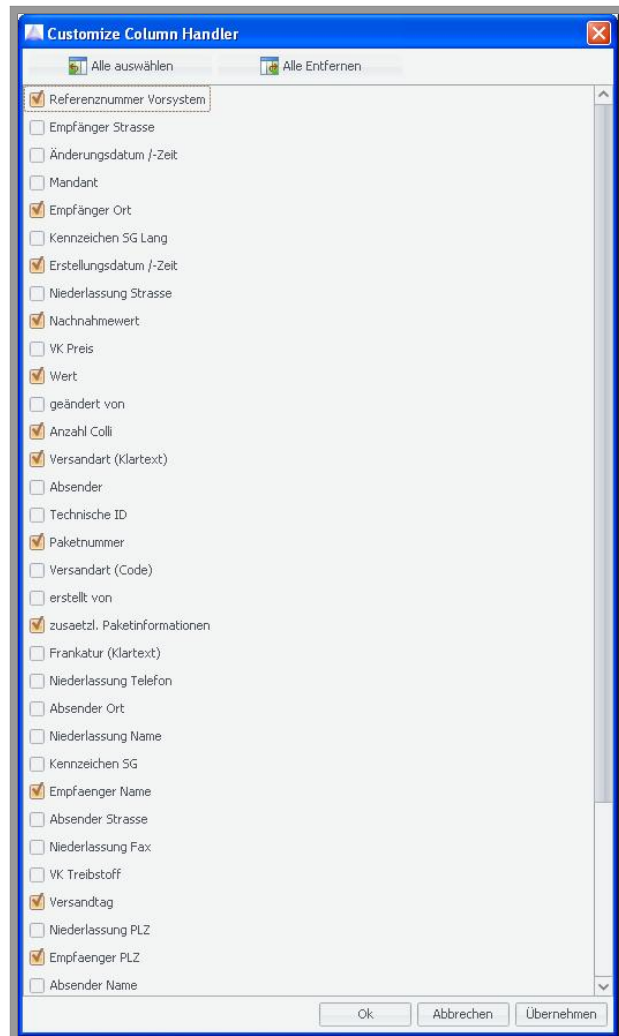 Customize Column Handler
Alle auswählen Alle Entfernen
Referenznummer Vorsystem
Empfänger Strasse
Änderungsdatum /-Zeit
Mandant
Empfänger Ort
Kennzeichen SG Lang
Erstellungsdatum /-Zeit
Niederlassung Strasse
Nachnahmewert
VK Preis
Wert
geändert von
Anzahl Colli
Versandart (Klartext)
Absender
Technische ID
Paketnummer
Versandart (Code)
erstellt von
zusaetzl. Paketinformationen
Frankatur (Klartext)
Niederlassung Telefon
Absender Ort
Niederlassung Name
Kennzeichen SG
Empfaenger Name
Absender Strasse
Niederlassung Fax
VK Treibstoff
Versandtag
Niederlassung PLZ
Empfaenger PLZ
Absender Name
Ok Abbrechen Übernehmen